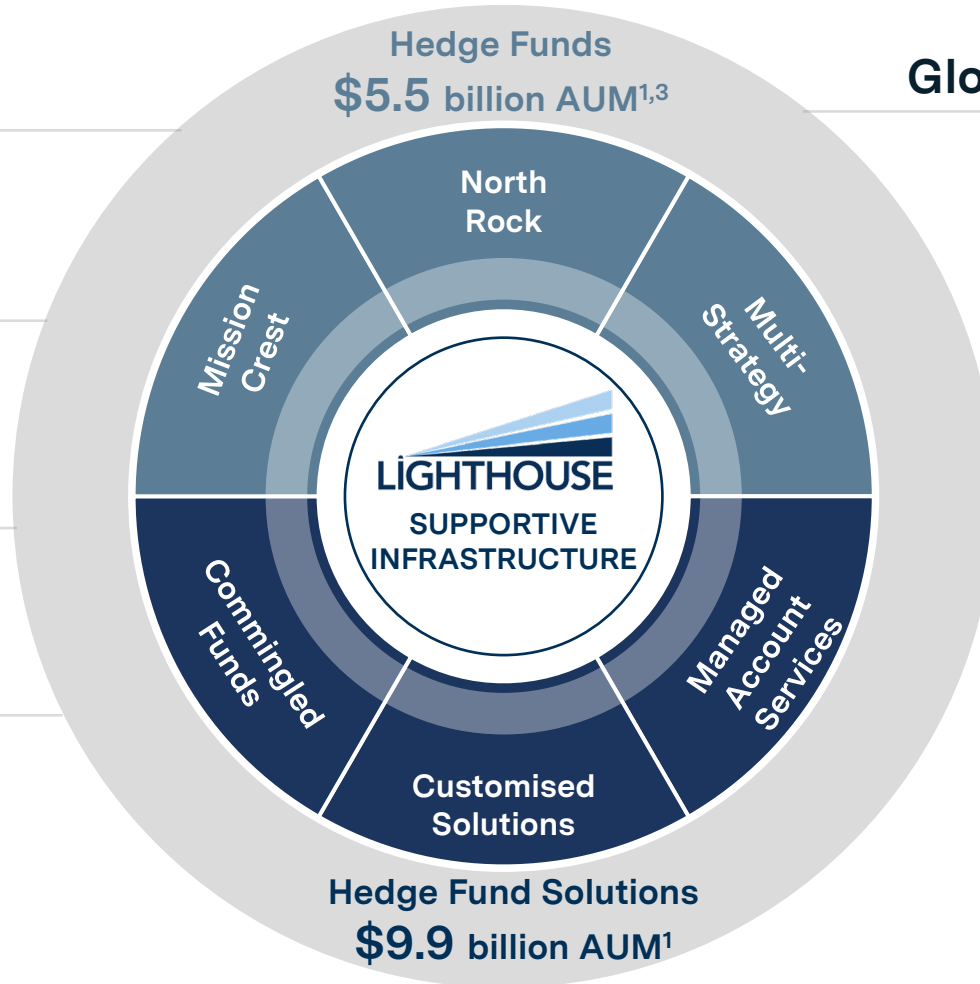 Hedge Funds
$5.5 billion AUM1,3
Glo
North
Rock
Mission
Crest
Multi-
Strategy
LIGHTHOUSE
SUPPORTIVE
INFRASTRUCTURE
Commingled
Funds
Managed
Account
Services
Customised
Solutions
Hedge Fund Solutions
$9.9 billion AUM1